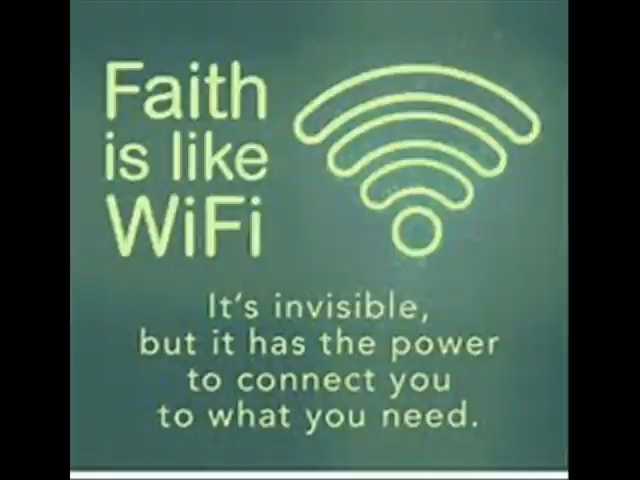 Faith
is like
WiFi
It's invisible,
but it has the power
to connect you
to what you need.